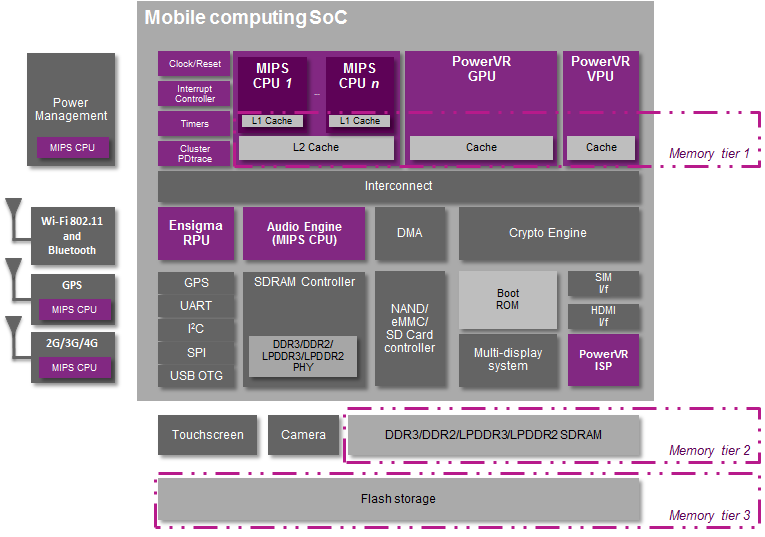 Mobile computing SoC
Power
Management
MIPS CPU
Clock/Reset
Interrupt
Controller
Timers
Cluster
PDtrace
MIPS
CPU 1
L1 Cache
MIPS
CPU n
L1 Cache
L2 Cache
PowerVR
GPU
Cache
PowerVR
VPU
Cache
Memory tier 1
Interconnect
Wi-Fi 802.11
and
Bluetooth
GPS
MIPS CPU
2G/3G/4G
MIPS CPU
Ensigma
RPU
Audio Engine
(MIPS CPU)
DMA
Crypto Engine
GPS
UART
I²C
SPI
USB OTG
SDRAM Controller
DDR3/DDR2/
LPDDR3/LPDDR2
PHY
NAND/
eMMC/
SD Card
controller
Boot
ROM
Multi-display
system
SIM
I/f
HDMI
I/f
PowerVR
ISP
Touchscreen
Camera
DDR3/DDR2/LPDDR3/LPDDR2 SDRAM
Memory tier 2
Flash storage
Memory tier 3